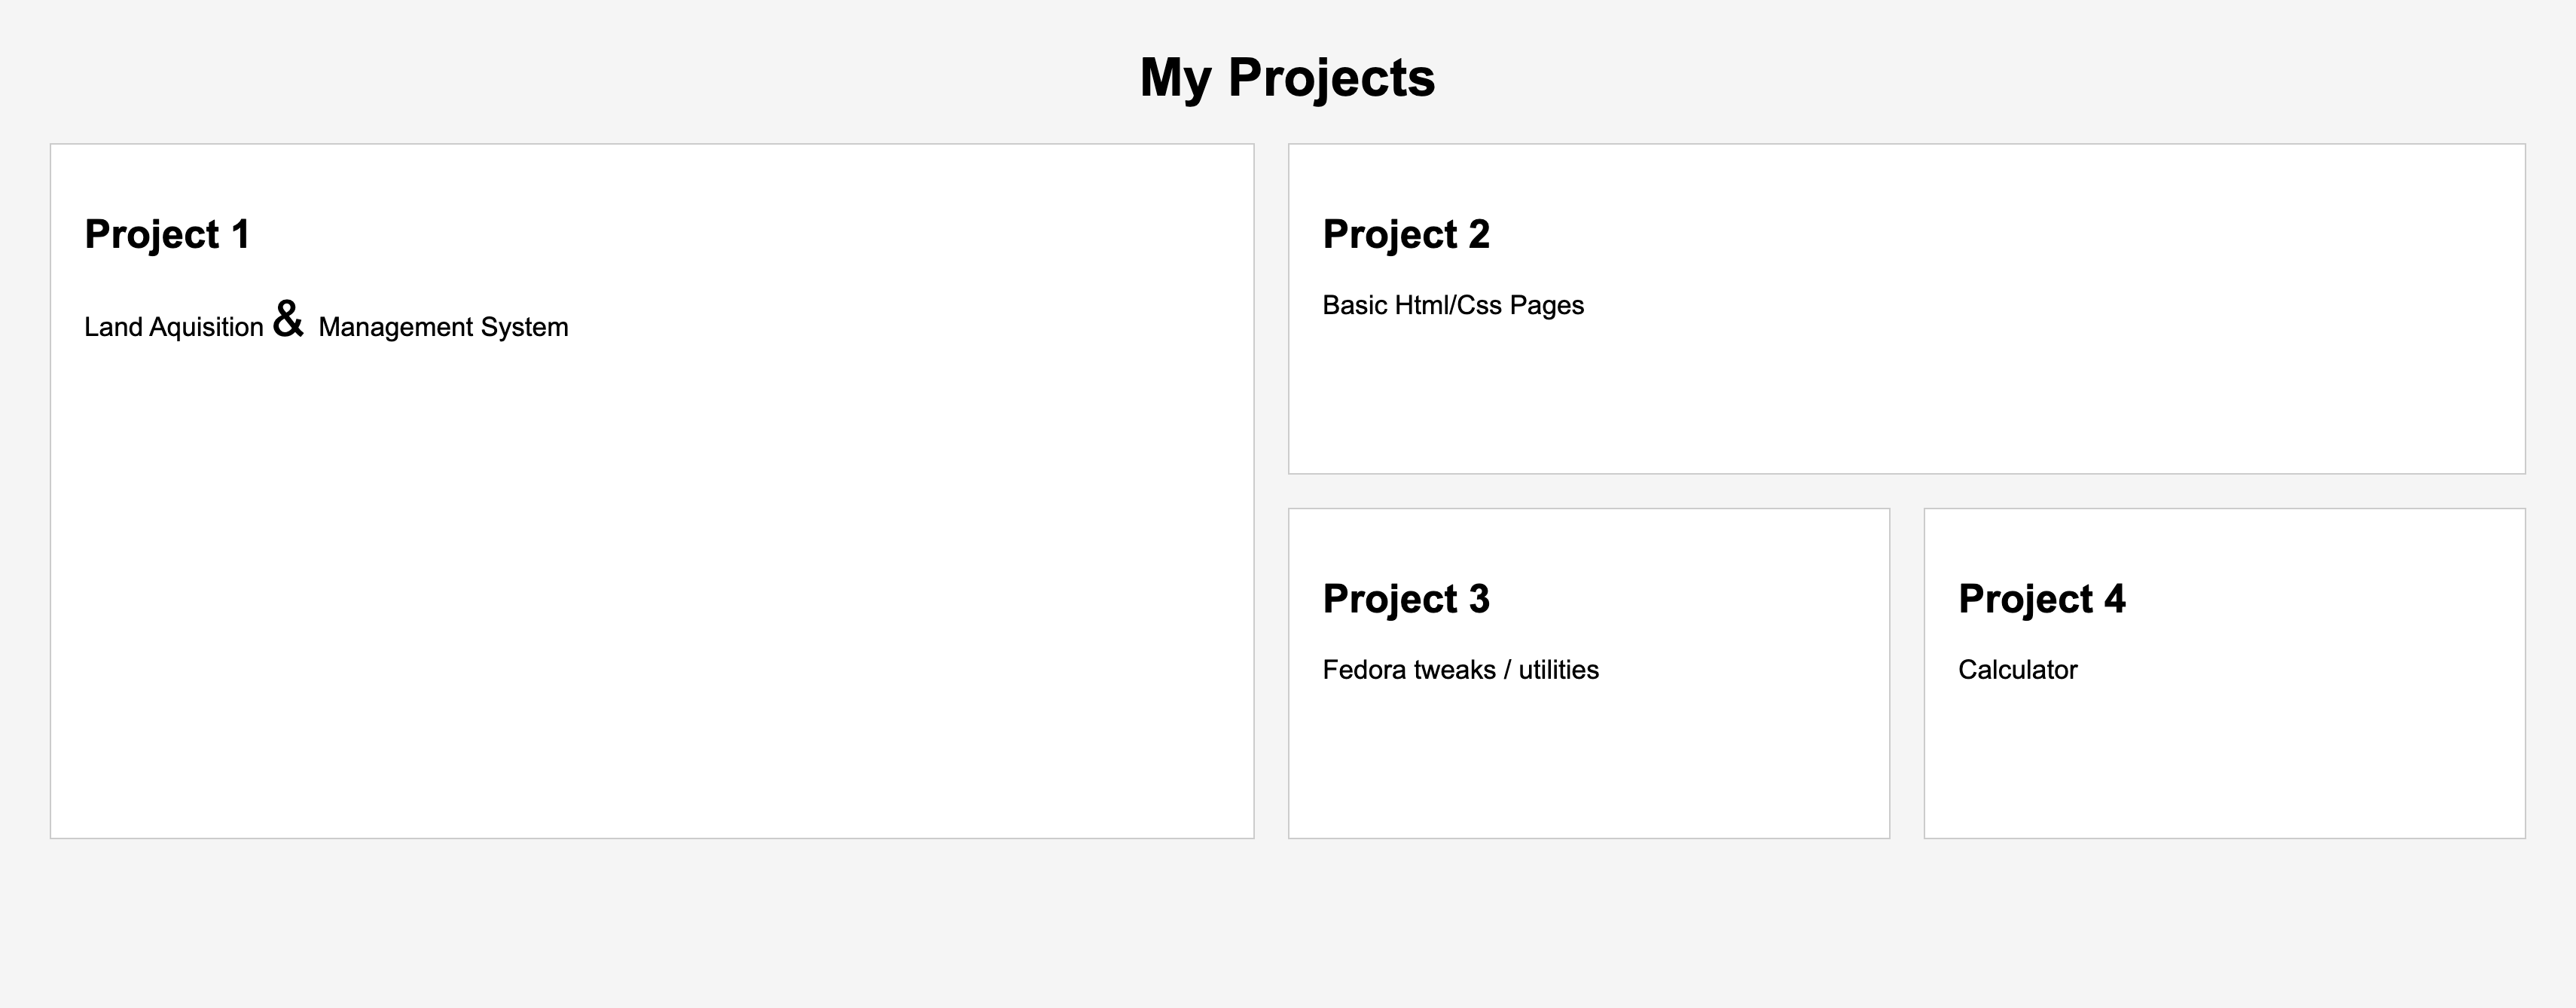 My Projects
Project 1
Land Aquisition & Management System
Project 2
Basic Html/Css Pages
Project 3
Fedora tweaks / utilities
Project 4
Calculator